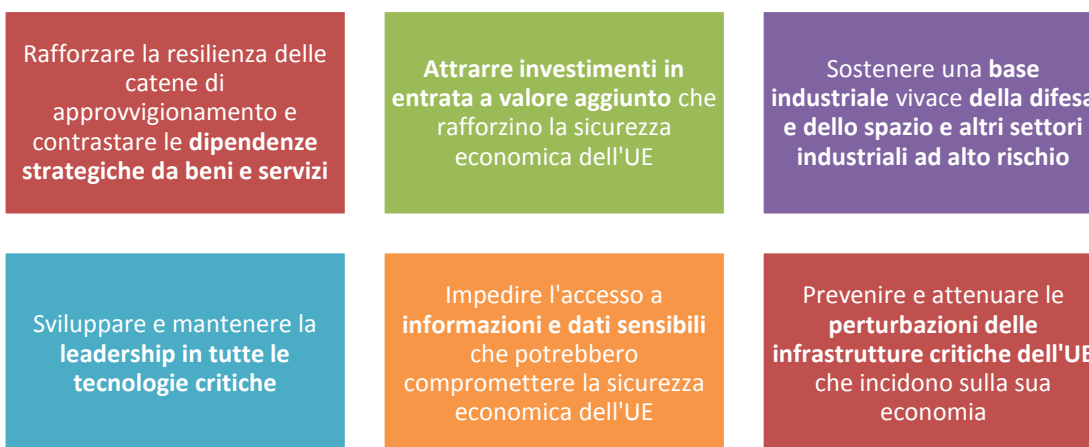 Rafforzare la resilienza delle
catene di
approvvigionamento e
contrastare le dipendenze
strategiche da beni e servizi
Attrarre investimenti in
entrata a valore aggiunto che
rafforzino la sicurezza
economica dell'UE
Sostenere una base
industriale vivace della difesa
e dello spazio e altri settori
industriali ad alto rischio
Sviluppare e mantenere la
leadership in tutte le
tecnologie critiche
Impedire l'accesso a
informazioni e dati sensibili
che potrebbero
compromettere la sicurezza
economica dell'UE
Prevenire e attenuare le
perturbazioni delle
infrastrutture critiche dell'UE
che incidono sulla sua
economia